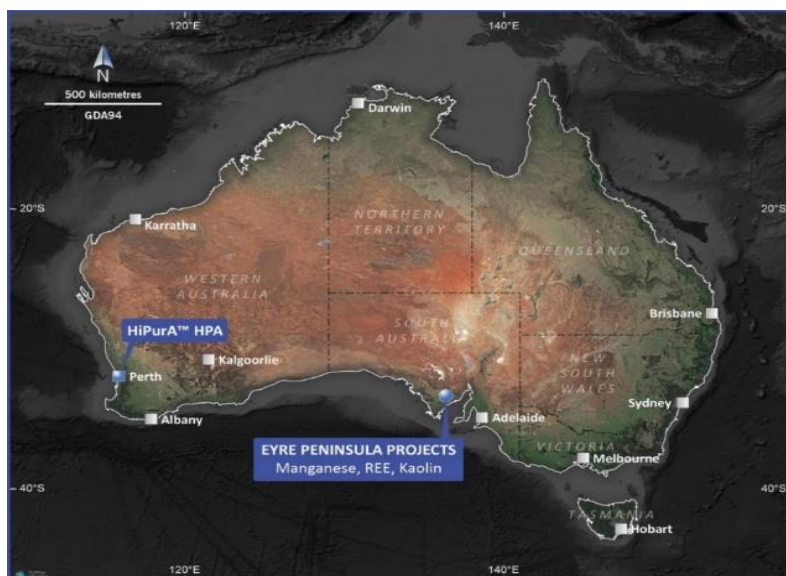 120°E
140°E
N
500 kilometres
GDA94
Darwin
20°S
20°S
Karratha
NORTHERN
TERRITORY
QUEENSLAND
WESTERN
AUSTRALIA
Brisbane
HiPurA™ HPA
SOUTH
AUSTRALIA
Kalgoorlie
Perth
NEW
SOUTH
WALES
Sydney
Albany
Adelaide
EYRE PENINSULA PROJECTS
Manganese, REE, Kaolin
VICTORIA
Melbourne
40°S
40°S
TASMANIA
Hobart
120°E
140°E